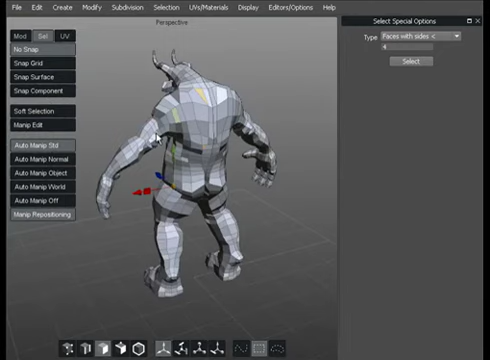 File Edit Create Modify Subdivision Selection UVs/Materials Display Editors/Options Help
Perspective
Select Special Options
Mod Sel UV
Type Faces with sides <
No Snap
4
Snap Grid
Select
Snap Surface
Snap Component
Soft Selection
Manip Edit
Auto Manip Std
Auto Manip Normal
Auto Manip Object
Auto Manip World
Auto Manip Off
Manip Repositioning